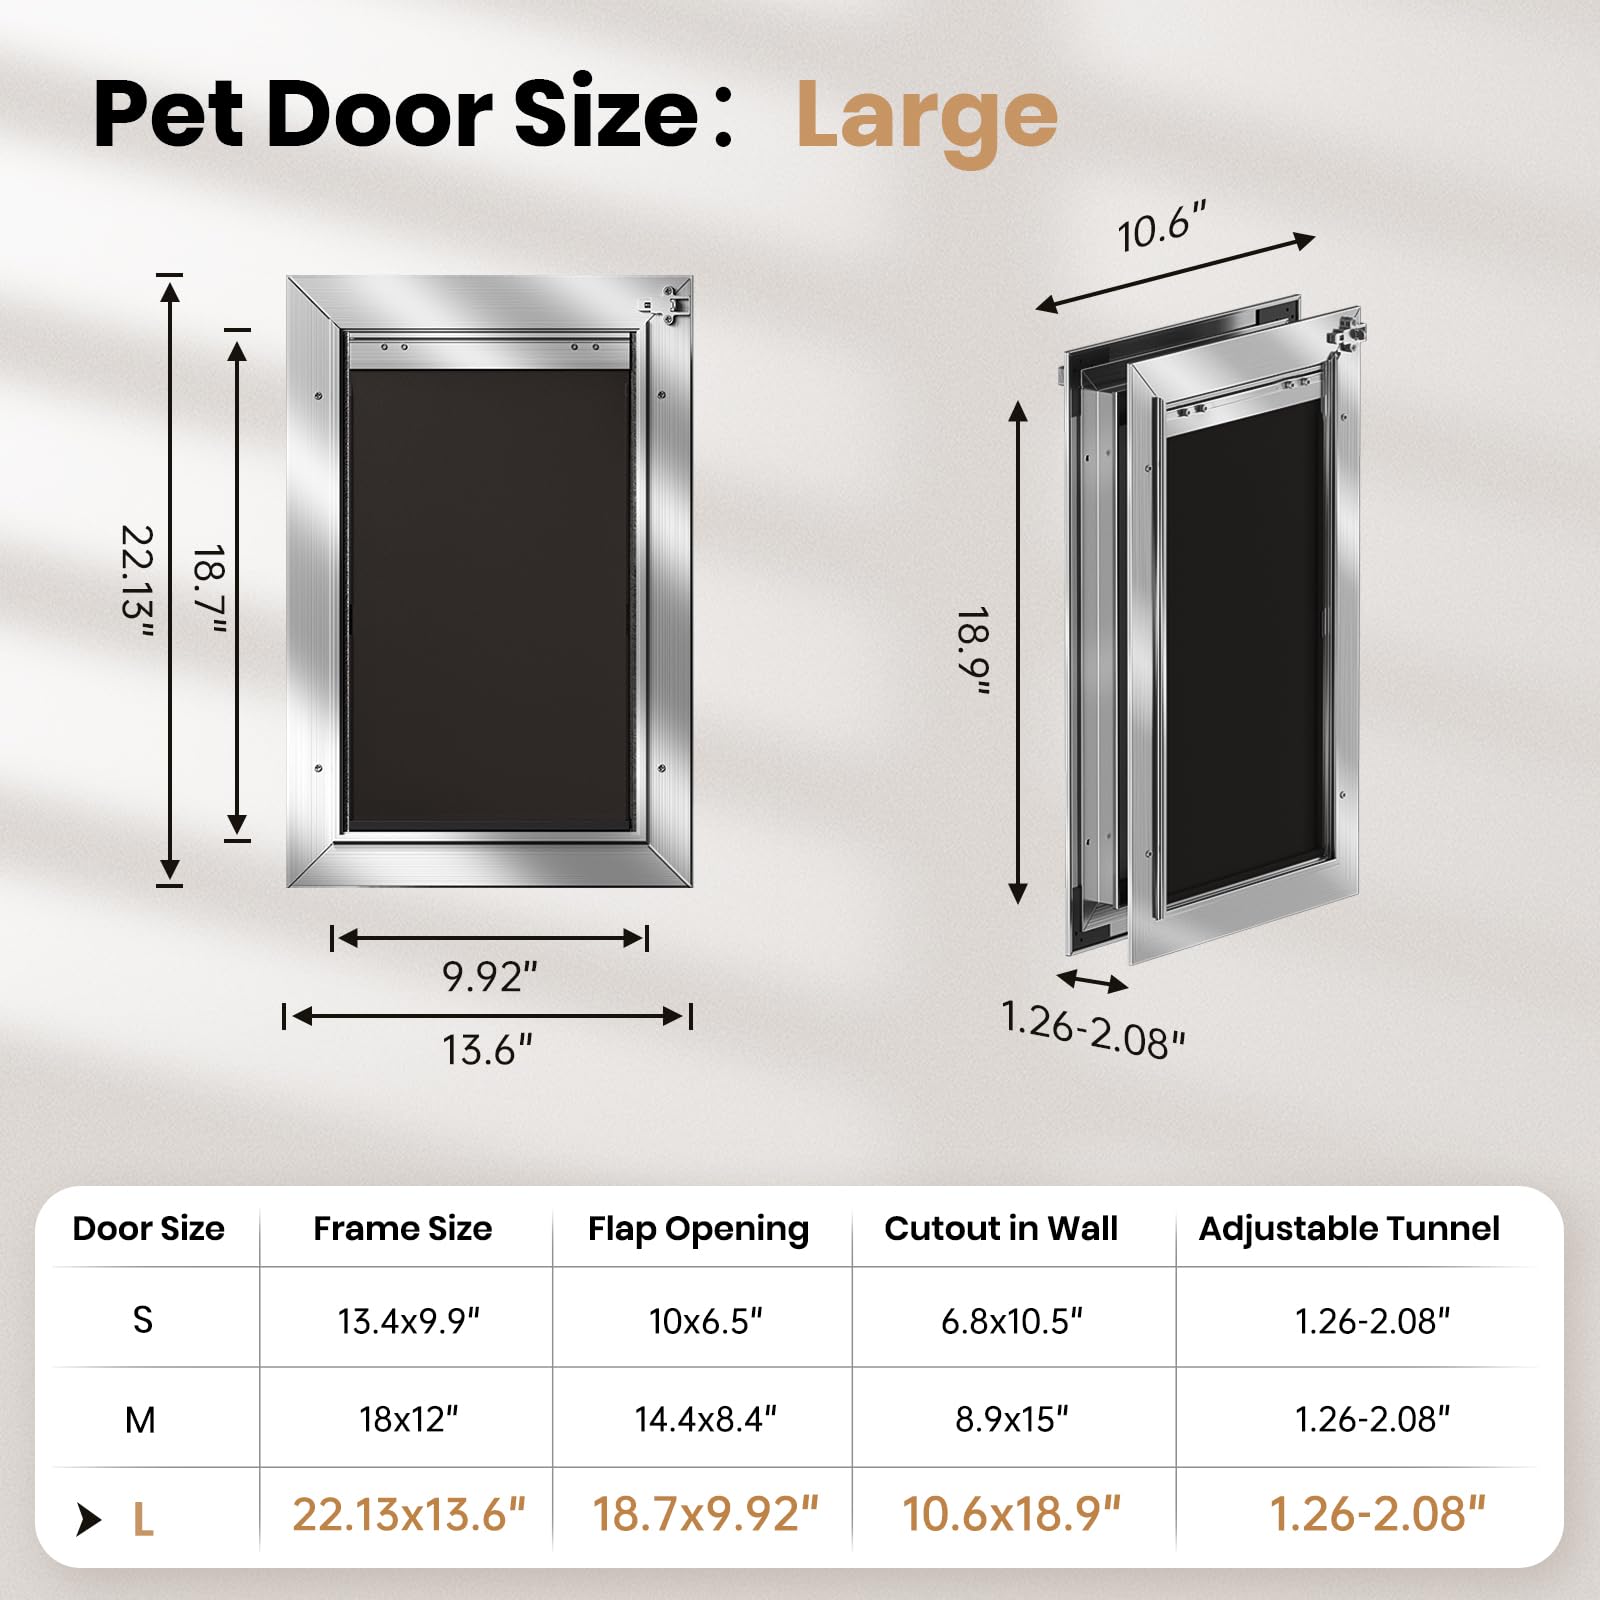 Pet Door Size： Large
10.6"
22.13"
18.7"
18.9"
9.92"
13.6"
1.26-2.08"
Door Size Frame Size Flap Opening Cutout in Wall Adjustable Tunnel
S 13.4x9.9" 10x6.5" 6.8x10.5" 1.26-2.08"
M 18x12" 14.4x8.4" 8.9x15" 1.26-2.08"
L 22.13x13.6" 18.7x9.92" 10.6x18.9" 1.26-2.08"